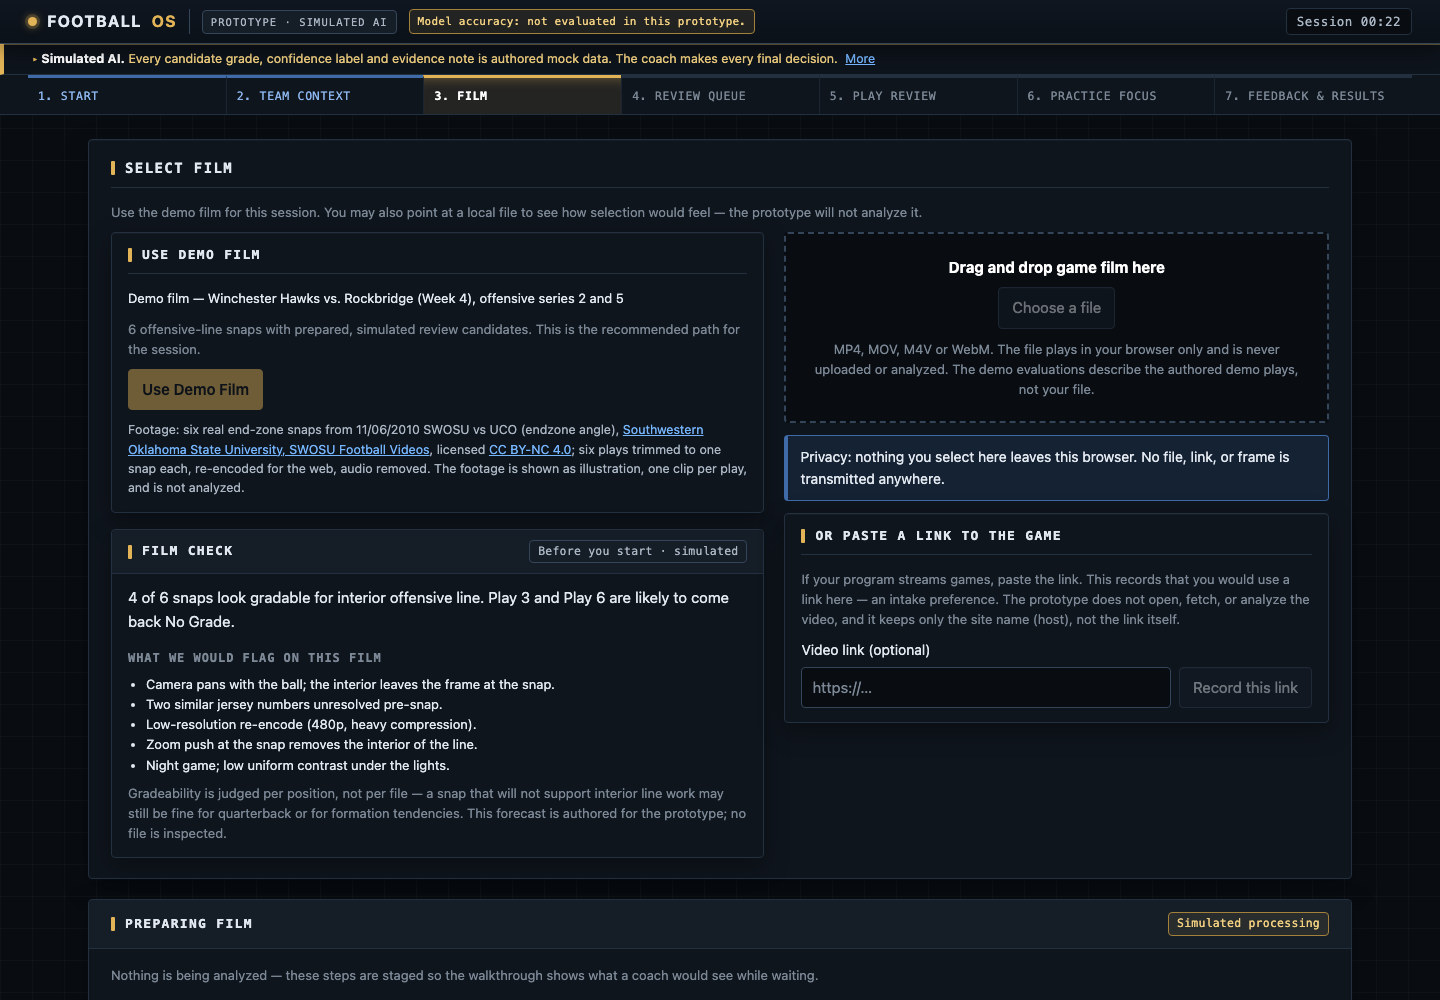 FOOTBALL OS
PROTOTYPE · SIMULATED AI
Model accuracy: not evaluated in this prototype.
Session 00:22
▸ Simulated AI. Every candidate grade, confidence label and evidence note is authored mock data. The coach makes every final decision. More
1. START
2. TEAM CONTEXT
3. FILM
4. REVIEW QUEUE
5. PLAY REVIEW
6. PRACTICE FOCUS
7. FEEDBACK & RESULTS
SELECT FILM
Use the demo film for this session. You may also point at a local file to see how selection would feel — the prototype will not analyze it.
USE DEMO FILM
Demo film — Winchester Hawks vs. Rockbridge (Week 4), offensive series 2 and 5
6 offensive-line snaps with prepared, simulated review candidates. This is the recommended path for
the session.
Use Demo Film
Footage: six real end-zone snaps from 11/06/2010 SWOSU vs UCO (endzone angle), Southwestern
Oklahoma State University, SWOSU Football Videos, licensed CC BY-NC 4.0; six plays trimmed to one
snap each, re-encoded for the web, audio removed. The footage is shown as illustration, one clip per play,
and is not analyzed.
FILM CHECK
Before you start · simulated
4 of 6 snaps look gradable for interior offensive line. Play 3 and Play 6 are likely to come
back No Grade.
WHAT WE WOULD FLAG ON THIS FILM
• Camera pans with the ball; the interior leaves the frame at the snap.
• Two similar jersey numbers unresolved pre-snap.
• Low-resolution re-encode (480p, heavy compression).
• Zoom push at the snap removes the interior of the line.
• Night game; low uniform contrast under the lights.
Gradeability is judged per position, not per file — a snap that will not support interior line work may
still be fine for quarterback or for formation tendencies. This forecast is authored for the prototype; no
file is inspected.
Drag and drop game film here
Choose a file
MP4, MOV, M4V or WebM. The file plays in your browser only and is never
uploaded or analyzed. The demo evaluations describe the authored demo plays,
not your file.
Privacy: nothing you select here leaves this browser. No file, link, or frame is
transmitted anywhere.
OR PASTE A LINK TO THE GAME
If your program streams games, paste the link. This records that you would use a
link here — an intake preference. The prototype does not open, fetch, or analyze the
video, and it keeps only the site name (host), not the link itself.
Video link (optional)
https://...
Record this link
PREPARING FILM
Simulated processing
Nothing is being analyzed — these steps are staged so the walkthrough shows what a coach would see while waiting.